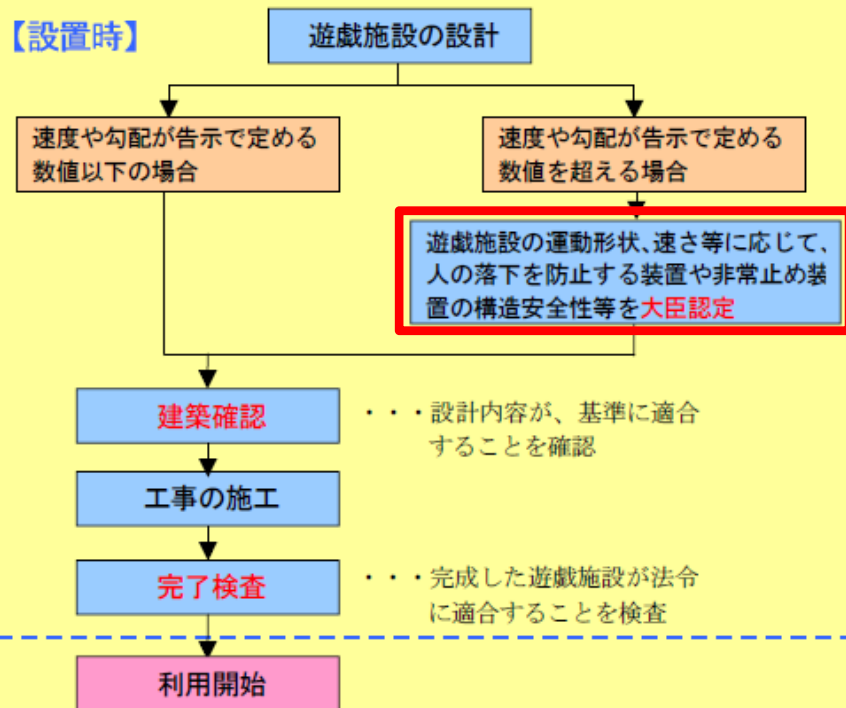 【設置時】
遊戯施設の設計
速度や勾配が告示で定める
数値以下の場合
速度や勾配が告示で定める
数値を超える場合
遊戯施設の運動形状、速さ等に応じて、
人の落下を防止する装置や非常止め装
置の構造安全性等を大臣認定
建築確認
・・・設計内容が、基準に適合
することを確認
工事の施工
完了検査
・・・完成した遊戯施設が法令
に適合することを検査
利用開始